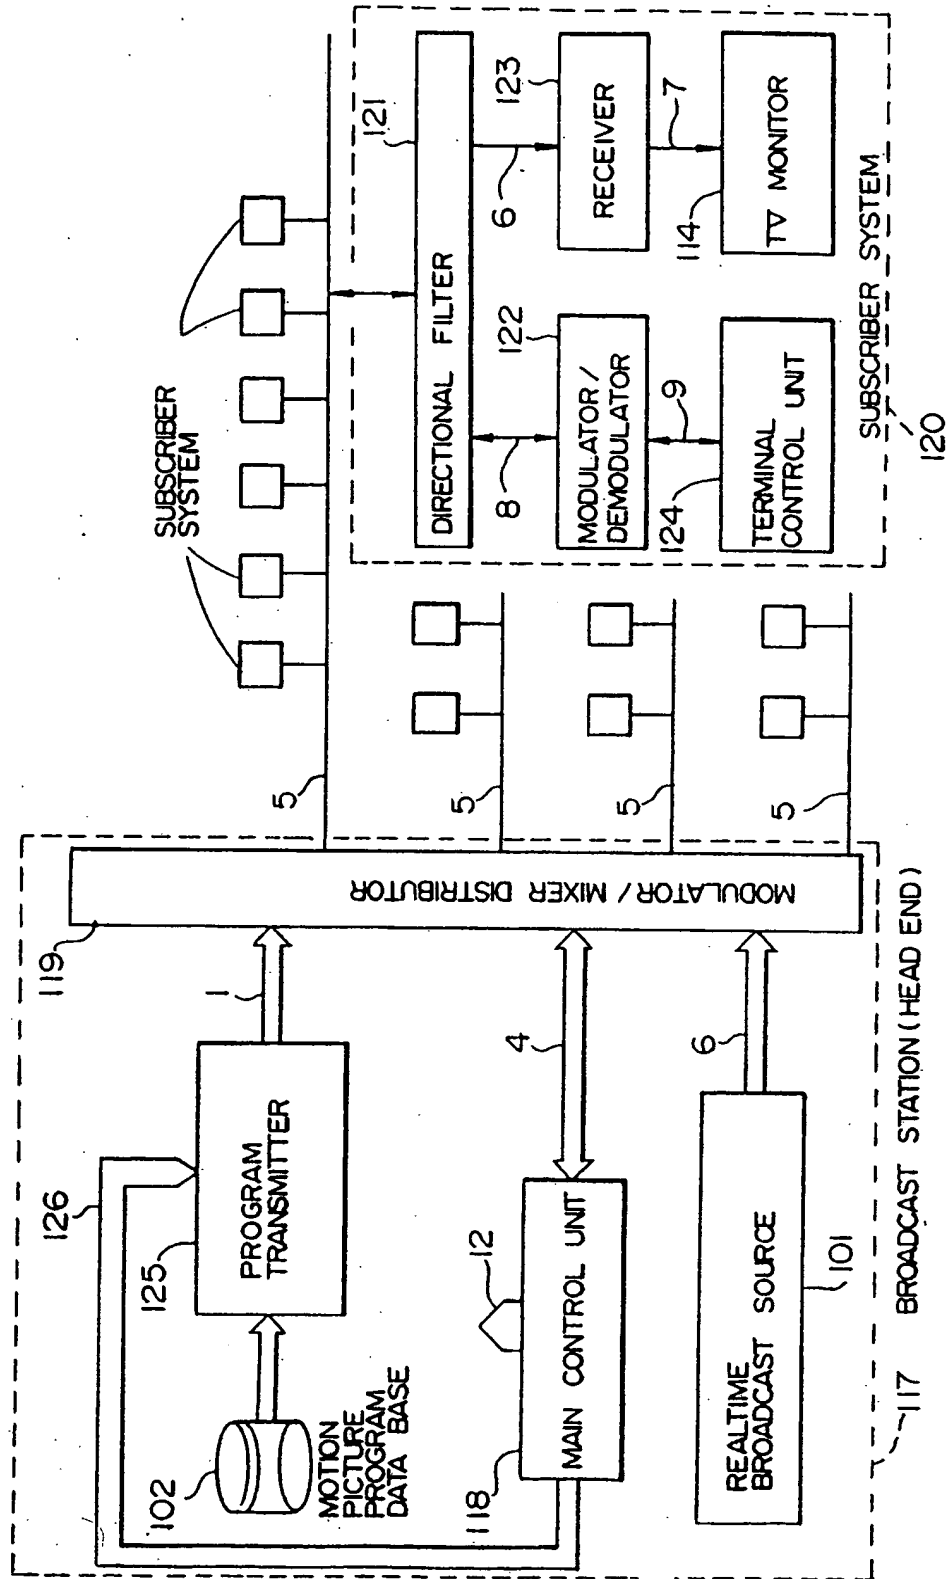 126
125
PROGRAM
TRANSMITTER
1
119
102
MOTION
PICTURE
PROGRAM
DATA BASE
12
118
MAIN CONTROL UNIT
4
REALTIME
BROADCAST SOURCE
101
6
117
BROADCAST STATION (HEAD END)
MODULATOR / MIXER DISTRIBUTOR
5
5
5
5
SUBSCRIBER
SYSTEM
121
DIRECTIONAL FILTER
8
6
122
MODULATOR/
DEMODULATOR
123
RECEIVER
9
7
124
TERMINAL
CONTROL UNIT
114
TV MONITOR
SUBSCRIBER SYSTEM
120